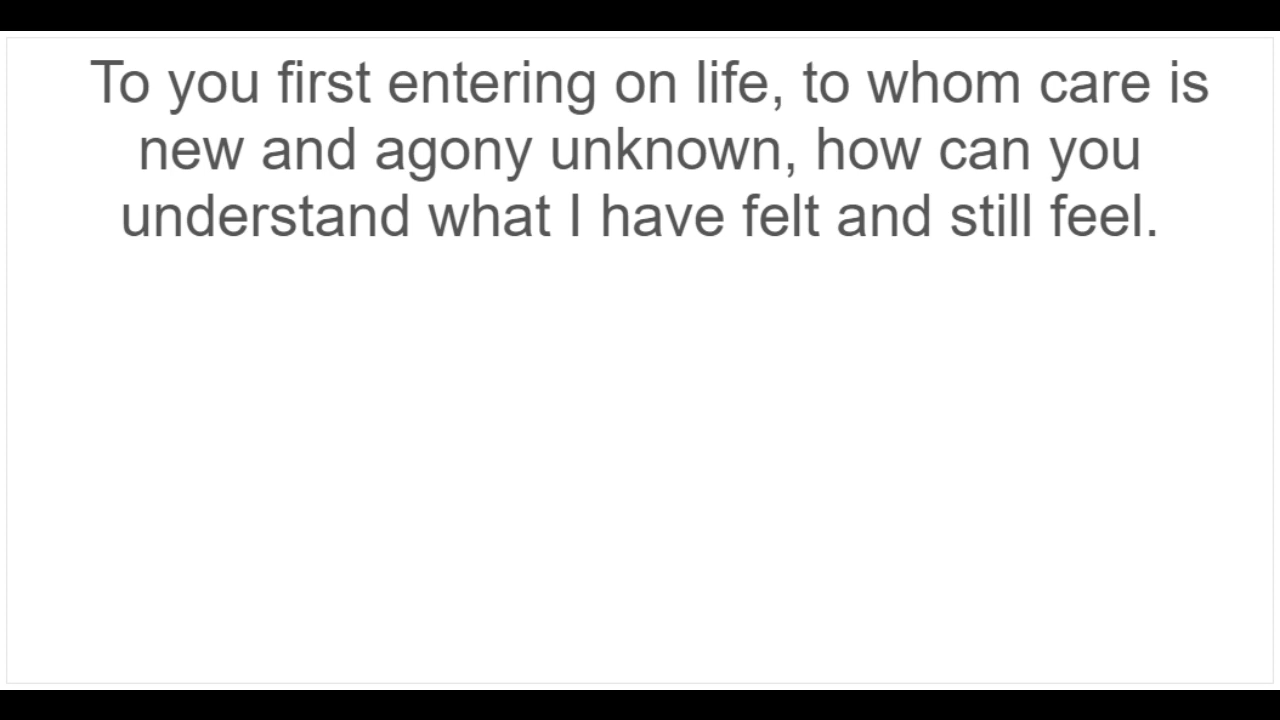 To you first entering on life, to whom care is
new and agony unknown, how can you
understand what I have felt and still feel.